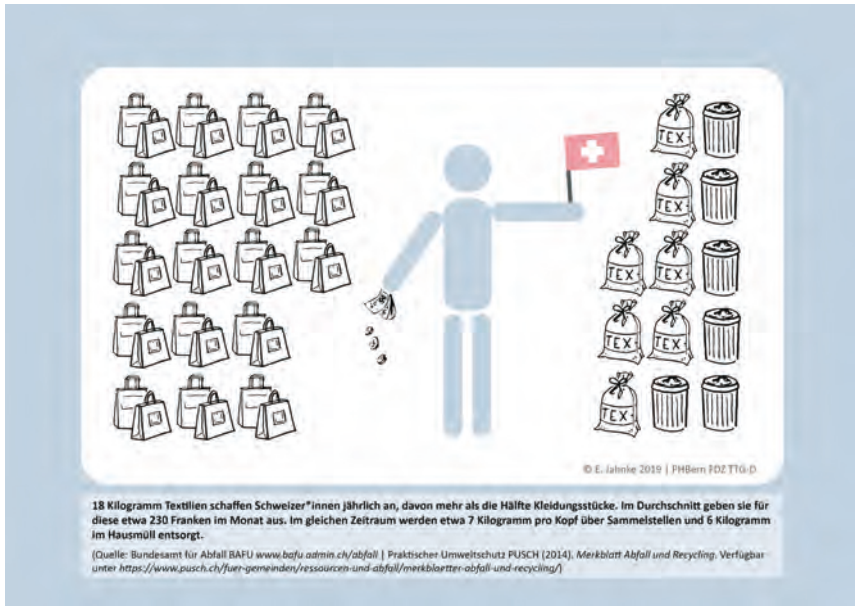 TEX
TEX
TEX
TEX
TEX
TEX
TEX
© E. Jahnke 2019 | PHBern FDZ TTG-D
18 Kilogramm Textilien schaffen Schweizer*innen jährlich an, davon mehr als die Hälfte Kleidungsstücke. Im Durchschnitt geben sie für
diese etwa 230 Franken im Monat aus. Im gleichen Zeitraum werden etwa 7 Kilogramm pro Kopf über Sammelstellen und 6 Kilogramm
im Hausmüll entsorgt.
(Quelle: Bundesamt für Abfall BAFU www.bafu.admin.ch/abfall | Praktischer Umweltschutz PUSCH (2014). Merkblatt Abfall und Recycling. Verfügbar
unter https://www.pusch.ch/fuer-gemeinden/ressourcen-und-abfall/merkblaetter-abfall-und-recycling/)